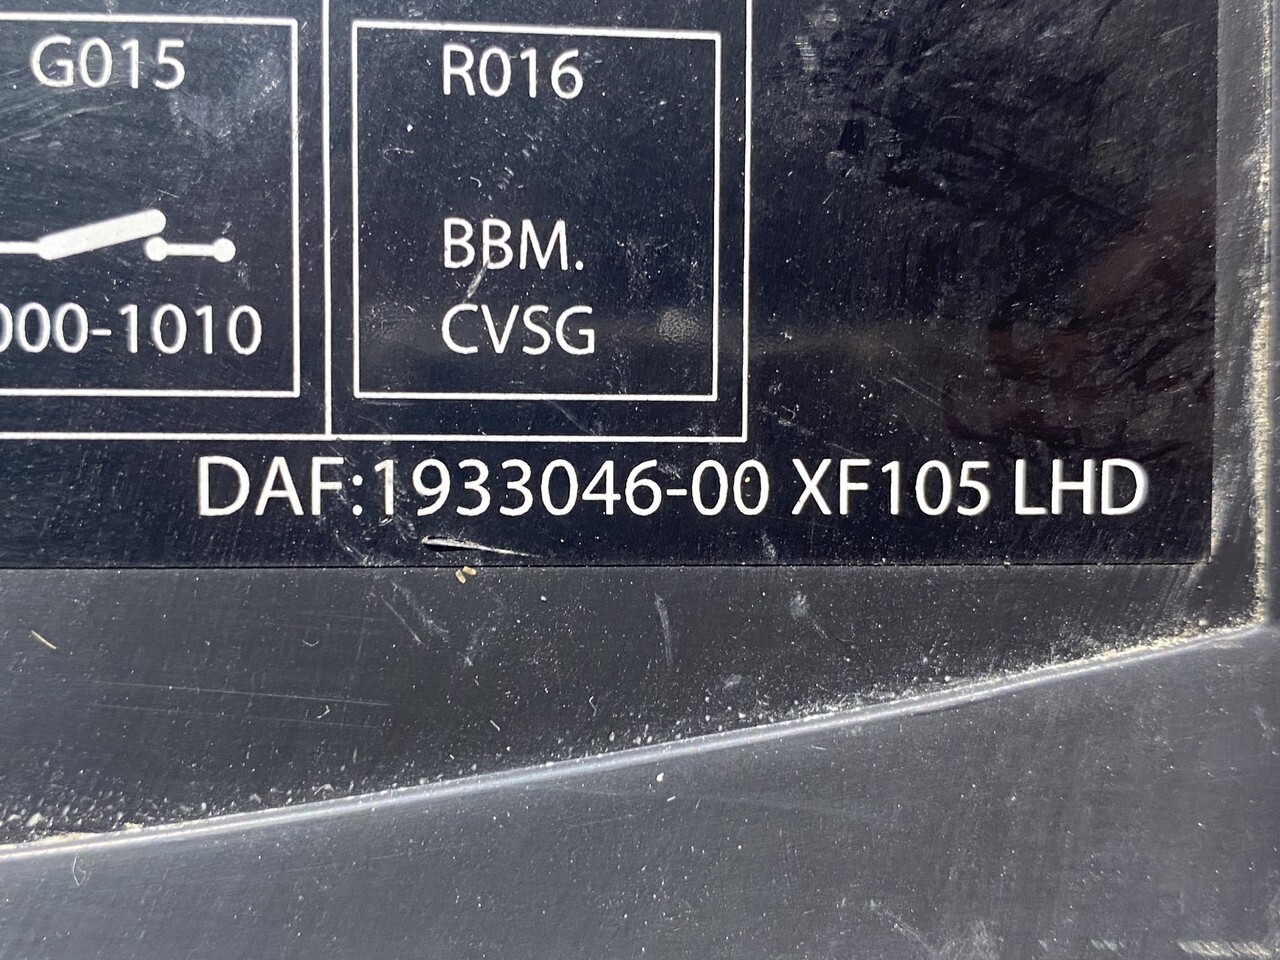 G015
000-1010
R016
BBM.
CVSG
DAF:1933046-00 XF105 LHD